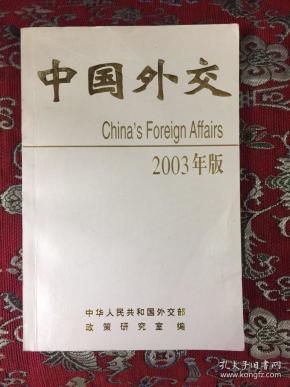 中国外交
China's Foreign Affairs
2003年版
中华人民共和国外交部
政策研究室 编
孔夫子旧书网